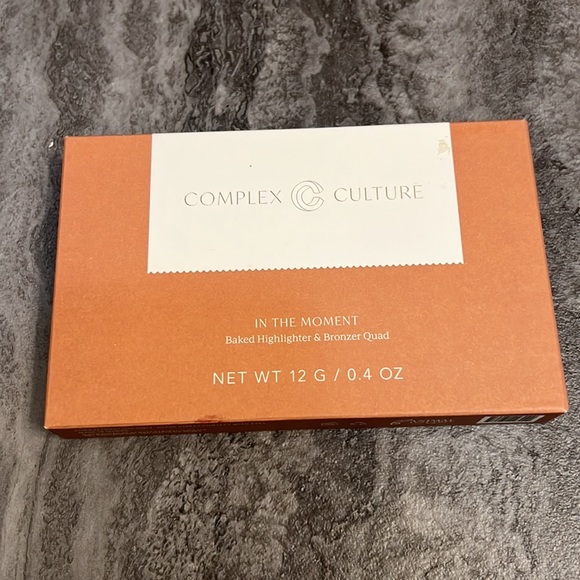 COMPLEX CULTURE
IN THE MOMENT
Baked Highlighter & Bronzer Quad
NET WT 12 G / 0.4 OZ